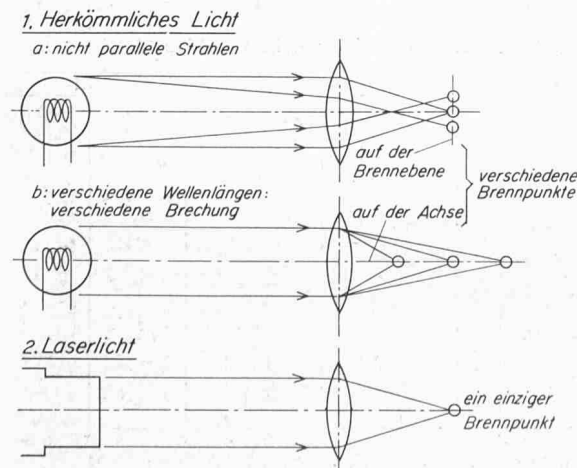 1. Herkömmliches Licht
a: nicht parallele Strahlen
auf der
Brennebene
verschiedene
Brennpunkte
b: verschiedene Wellenlängen:
verschiedene Brechung
auf der Achse
2. Laserlicht
ein einziger
Brennpunkt